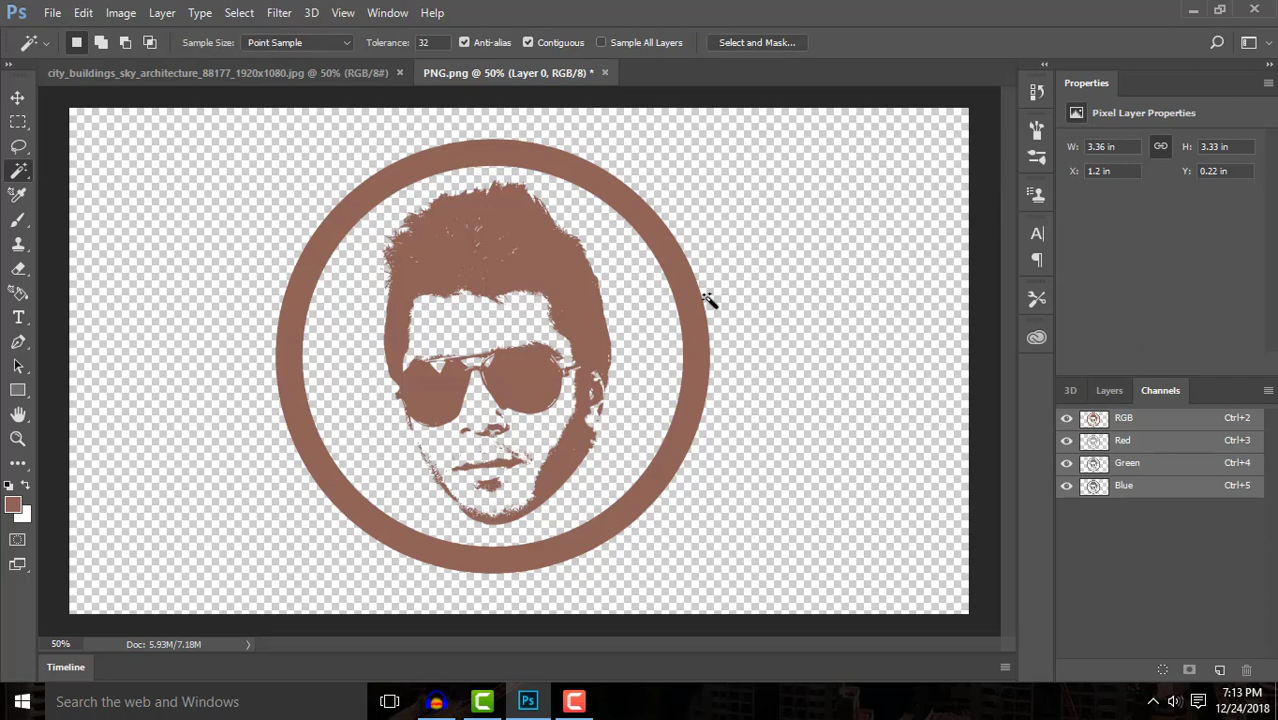 Ps File Edit Image Layer Type Select Filter 3D View Window Help
Sample Size: Point Sample Tolerance: 32 Anti-alias Contiguous Sample All Layers Select and Mask...
city_buildings_sky_architecture_88177_1920x1080.jpg @ 50% (RGB/8#) × PNG.png @ 50% (Layer 0, RGB/8) * ×
Properties
Pixel Layer Properties
W: 3.36 in H: 3.33 in
X: 1.2 in Y: 0.22 in
3D Layers Channels
RGB Ctrl+2
Red Ctrl+3
Green Ctrl+4
Blue Ctrl+5
50% Doc: 5.93M/7.18M
Timeline
Search the web and Windows
Ps
7:13 PM
12/24/2018